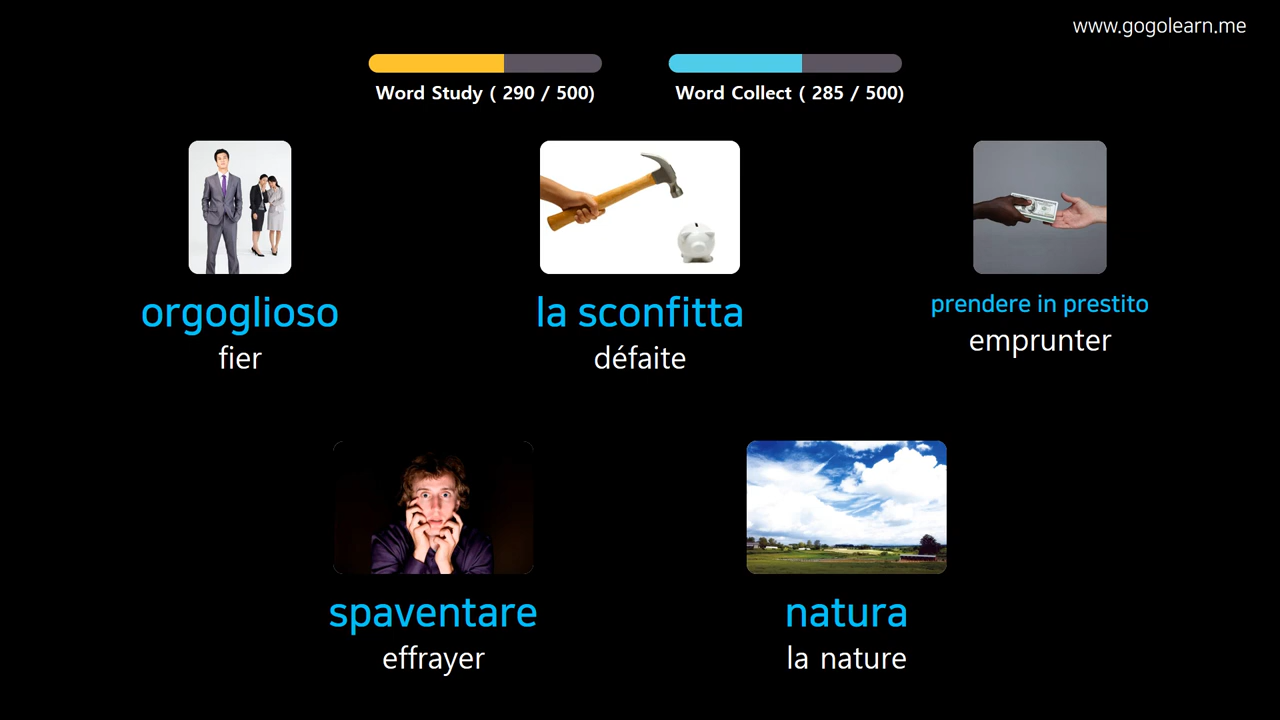 www.gogolearn.me
Word Study ( 290 / 500)
Word Collect ( 285 / 500)
orgoglioso
fier
la sconfitta
défaite
prendere in prestito
emprunter
spaventare
effrayer
natura
la nature